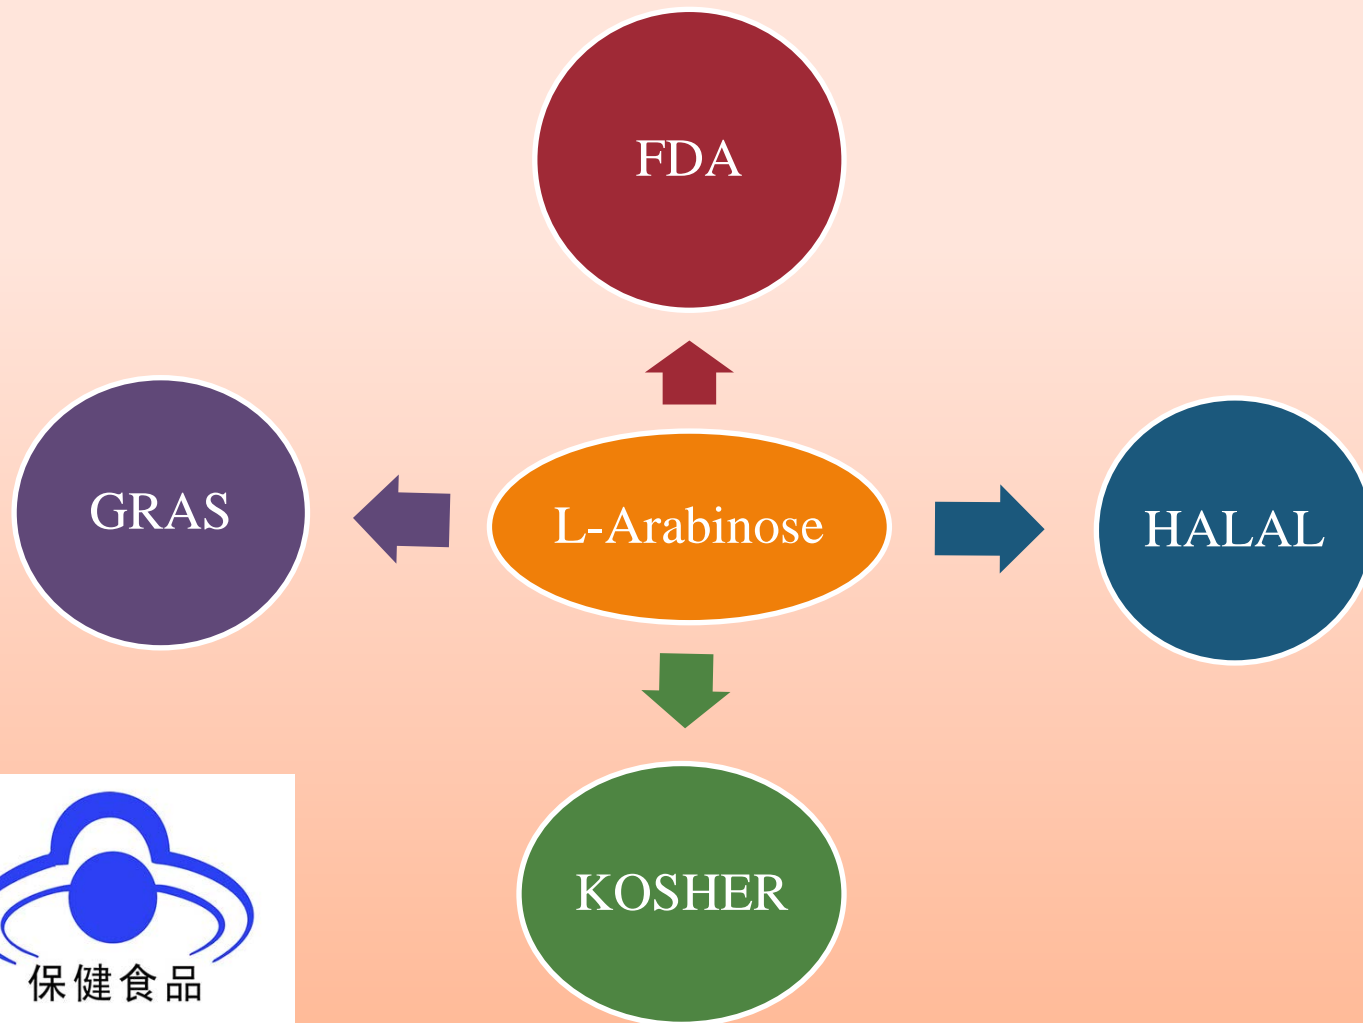 FDA
GRAS
L-Arabinose
HALAL
KOSHER
保健食品